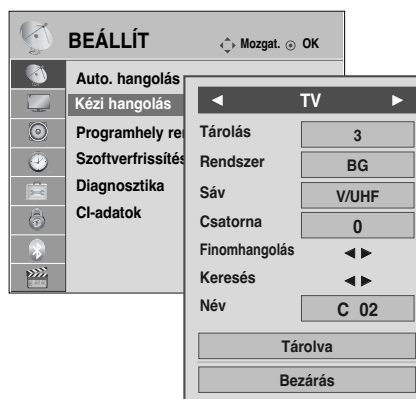 BEÁLLÍT Mozgat. OK
Auto. hangolás
Kézi hangolás
Programhely re
Szoftverfrissítés
Diagnosztika
CI-adatok
TV
Tárolás 3
Rendszer BG
Sáv V/UHF
Csatorna 0
Finomhangolás
Keresés
Név C 02
Tárolva
Bezárás